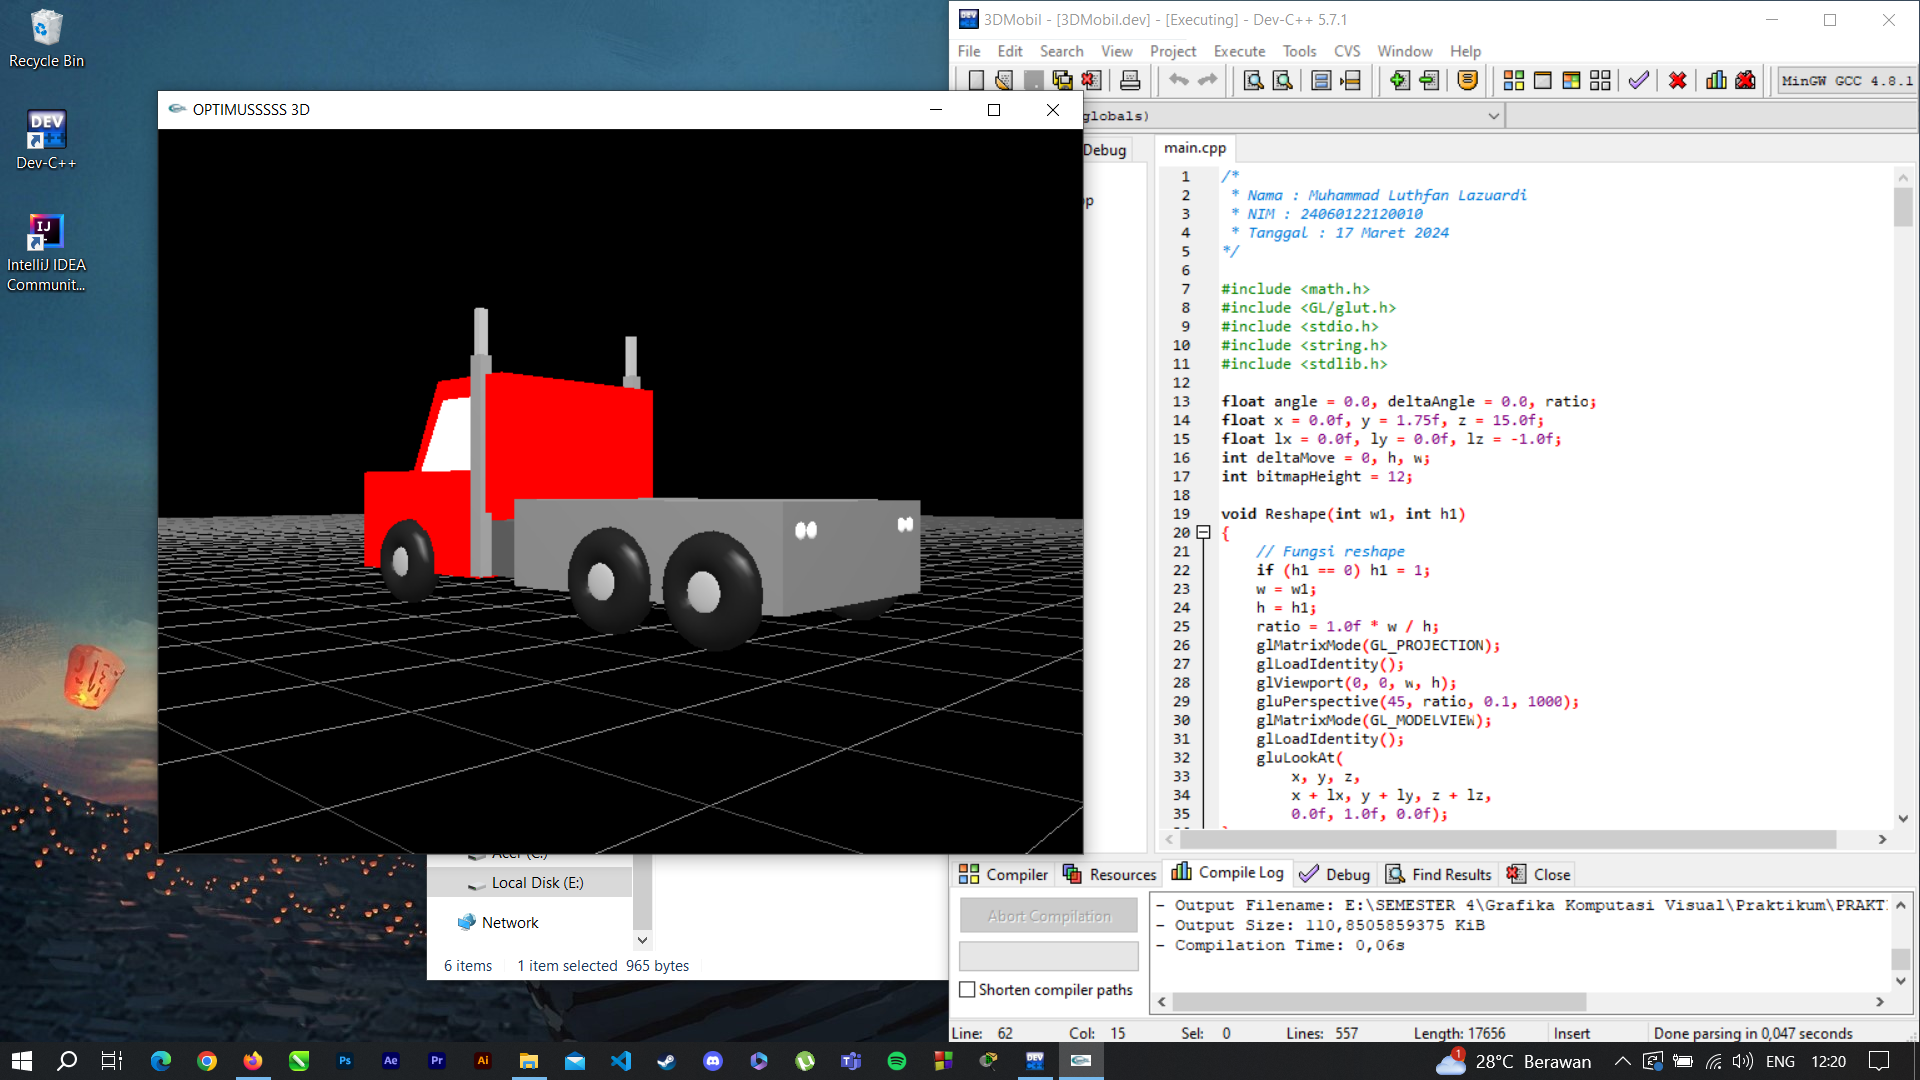 Recycle Bin
DEV
Dev-C++
IJ
IntelliJ IDEA
Communit...
OPTIMUSSSSS 3D
3DMobil - [3DMobil.dev] - [Executing] - Dev-C++ 5.7.1
File Edit Search View Project Execute Tools CVS Window Help
MinGW GCC 4.8.1
globals)
Debug
main.cpp
1 /*
2 * Nama : Muhammad Luthfan Lazuardi
3 * NIM : 24060122120010
4 * Tanggal : 17 Maret 2024
5 */
6
7 #include <math.h>
8 #include <GL/glut.h>
9 #include <stdio.h>
10 #include <string.h>
11 #include <stdlib.h>
12
13 float angle = 0.0, deltaAngle = 0.0, ratio;
14 float x = 0.0f, y = 1.75f, z = 15.0f;
15 float lx = 0.0f, ly = 0.0f, lz = -1.0f;
16 int deltaMove = 0, h, w;
17 int bitmapHeight = 12;
18
19 void Reshape(int w1, int h1)
20 {
21 // Fungsi reshape
22 if (h1 == 0) h1 = 1;
23 w = w1;
24 h = h1;
25 ratio = 1.0f * w / h;
26 glMatrixMode(GL_PROJECTION);
27 glLoadIdentity();
28 glViewport(0, 0, w, h);
29 gluPerspective(45, ratio, 0.1, 1000);
30 glMatrixMode(GL_MODELVIEW);
31 glLoadIdentity();
32 gluLookAt(
33 x, y, z,
34 x + lx, y + ly, z + lz,
35 0.0f, 1.0f, 0.0f);
Acer (C:)
Local Disk (E:)
Network
6 items 1 item selected 965 bytes
Compiler Resources Compile Log Debug Find Results Close
Abort Compilation
Shorten compiler paths
- Output Filename: E:\SEMESTER 4\Grafika Komputasi Visual\Praktikum\PRAKT
- Output Size: 110,8505859375 KiB
- Compilation Time: 0,06s
Line: 62 Col: 15 Sel: 0 Lines: 557 Length: 17656 Insert Done parsing in 0,047 seconds
Ps Ae Pr Ai DEV 1 28°C Berawan ENG 12:20